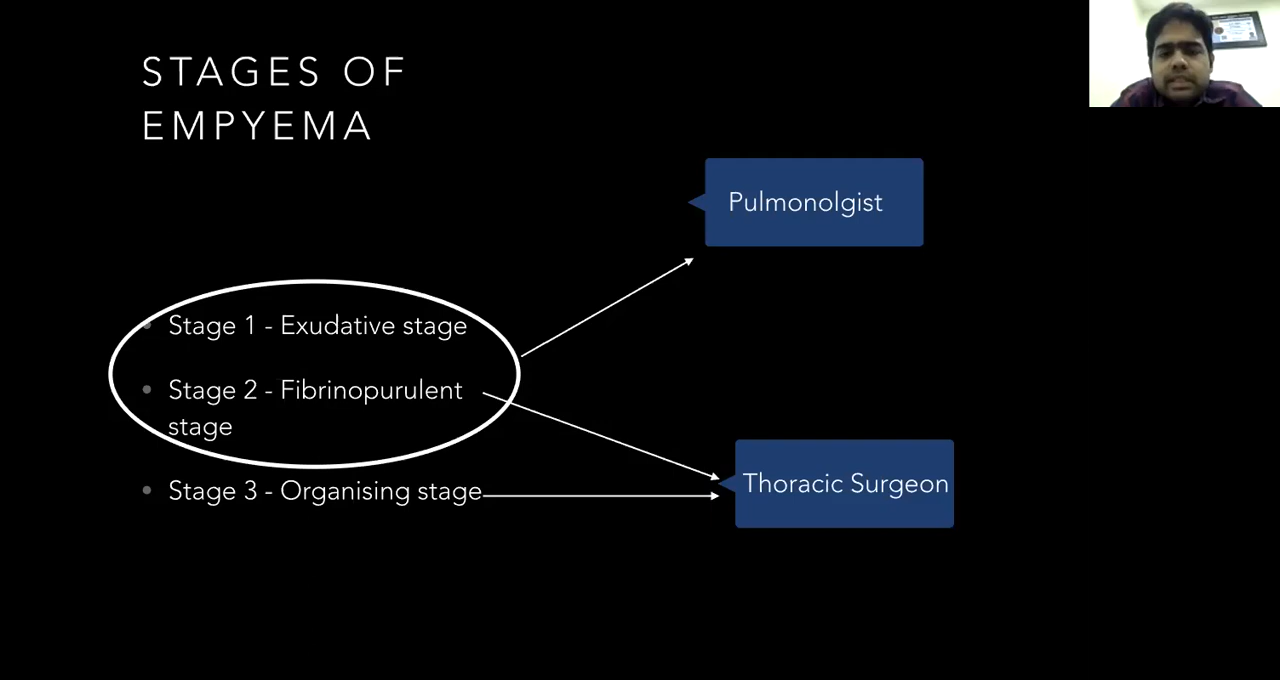 STAGES OF
EMPYEMA
Pulmonolgist
Stage 1 - Exudative stage
Stage 2 - Fibrinopurulent
stage
Stage 3 - Organising stage
Thoracic Surgeon